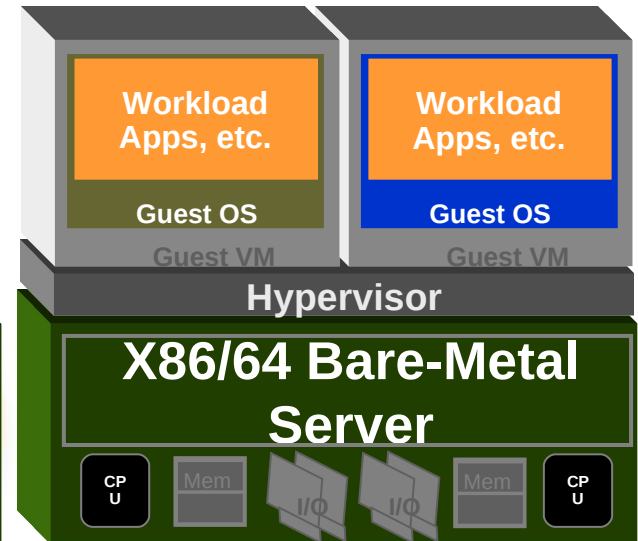 Workload
Apps, etc.
Workload
Apps, etc.
Guest OS
Guest OS
Guest VM
Guest VM
Hypervisor
X86/64 Bare-Metal
Server
CP
U
Mem
I/O
I/O
Mem
CP
U